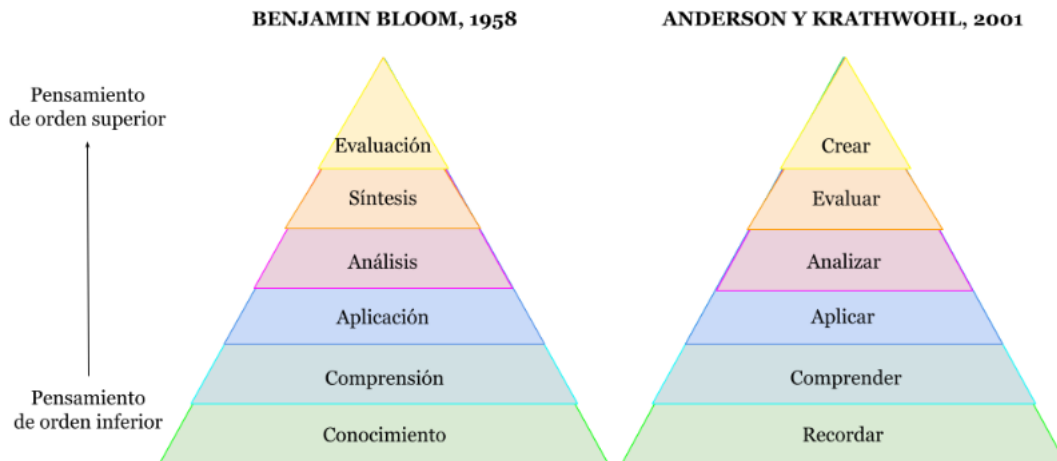 BENJAMIN BLOOM, 1958
ANDERSON Y KRATHWOHL, 2001
Pensamiento
de orden superior
Pensamiento
de orden inferior
Evaluación
Síntesis
Análisis
Aplicación
Comprensión
Conocimiento
Crear
Evaluar
Analizar
Aplicar
Comprender
Recordar